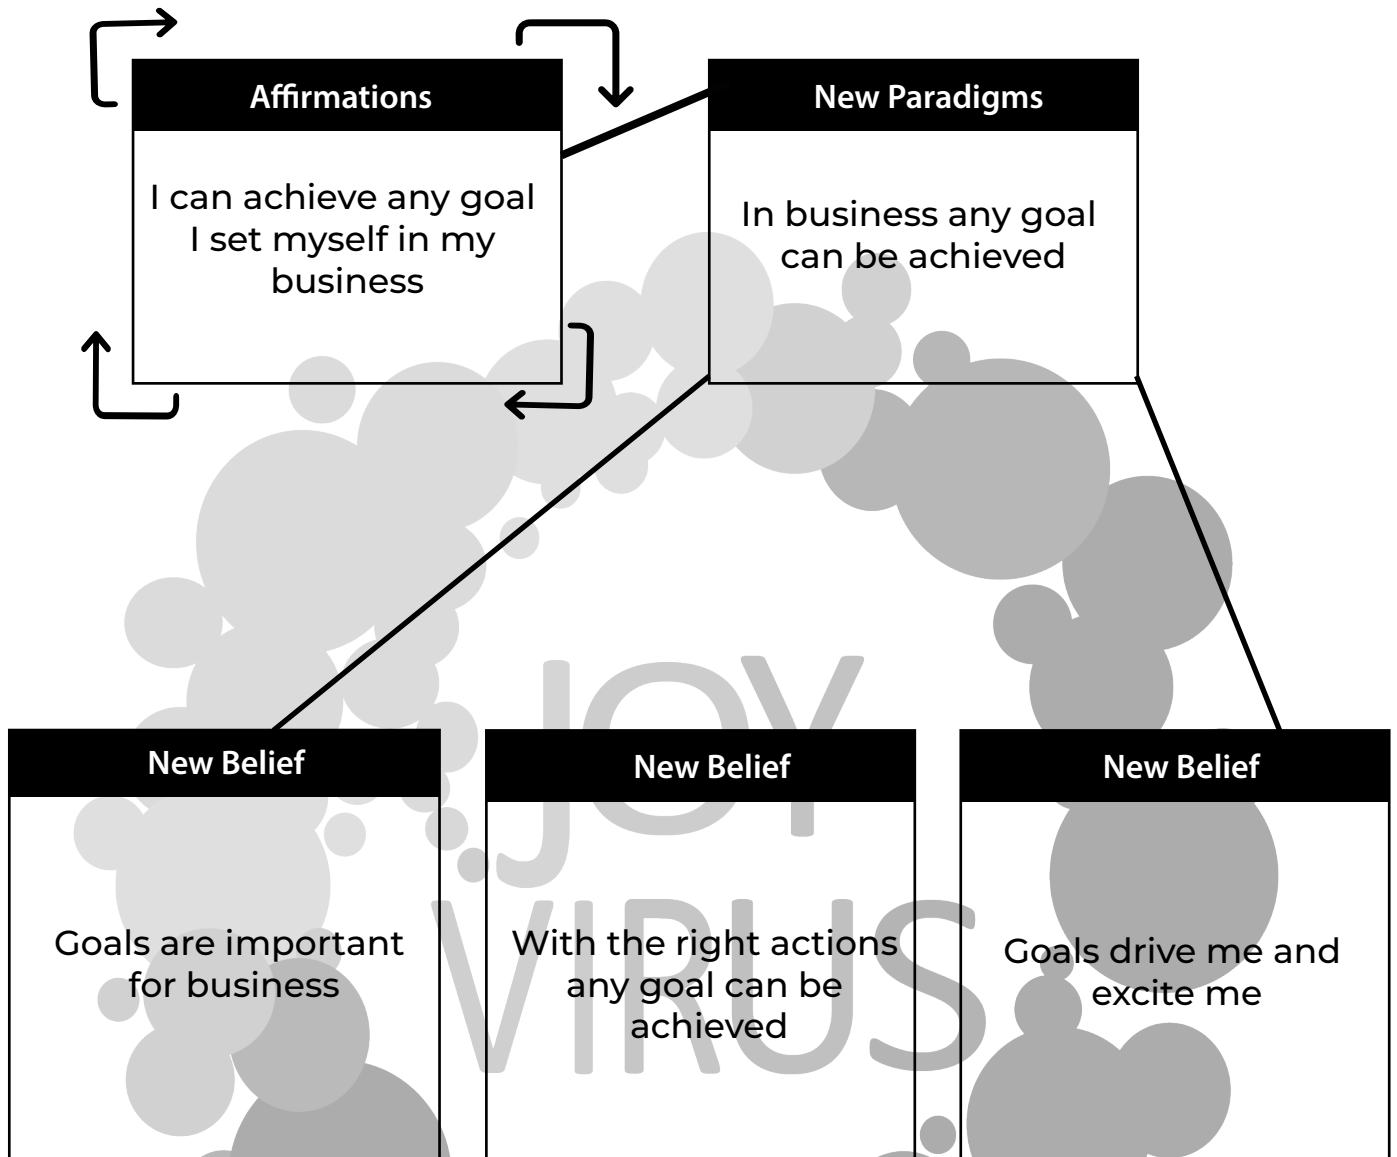 Affirmations
I can achieve any goal
I set myself in my
business
New Paradigms
In business any goal
can be achieved
JOY
VIRUS
New Belief
Goals are important
for business
New Belief
With the right actions
any goal can be
achieved
New Belief
Goals drive me and
excite me